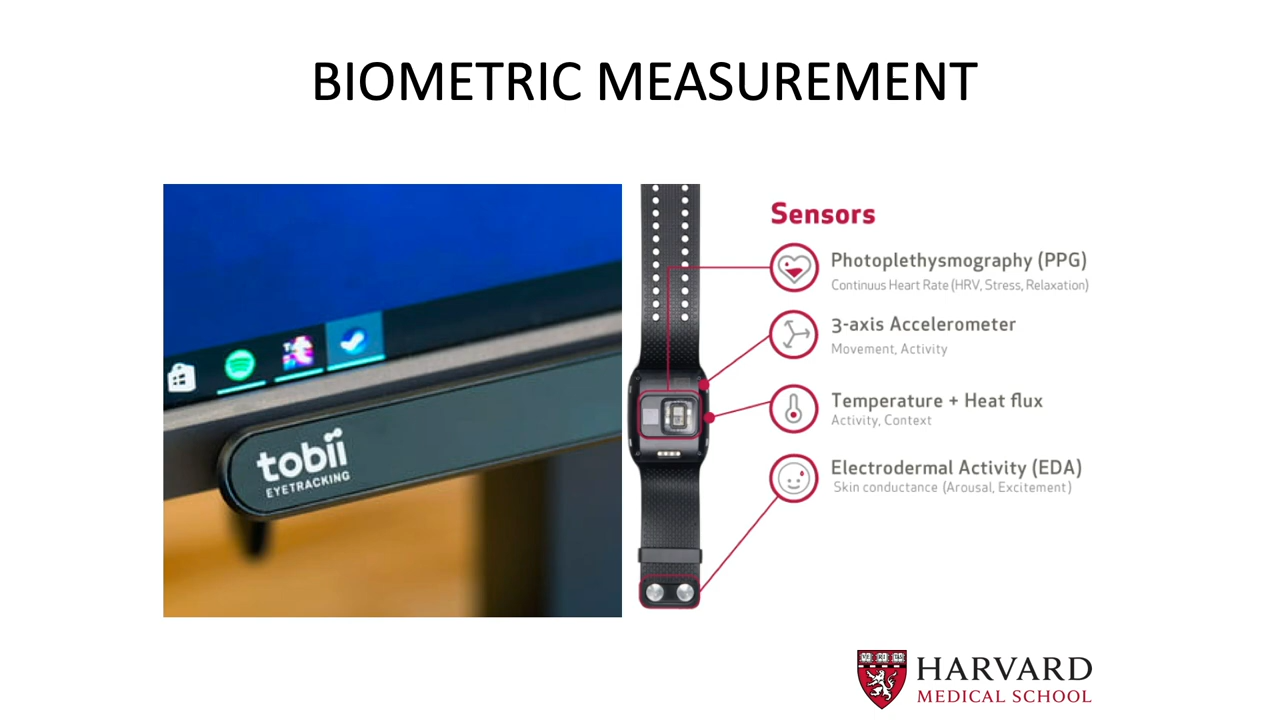 BIOMETRIC MEASUREMENT
tobii
EYETRACKING
Sensors
Photoplethysmography (PPG)
Continuus Heart Rate (HRV, Stress, Relaxation)
3-axis Accelerometer
Movement, Activity
Temperature + Heat flux
Activity, Context
Electrodermal Activity (EDA)
Skin conductance (Arousal, Excitement)
HARVARD
MEDICAL SCHOOL